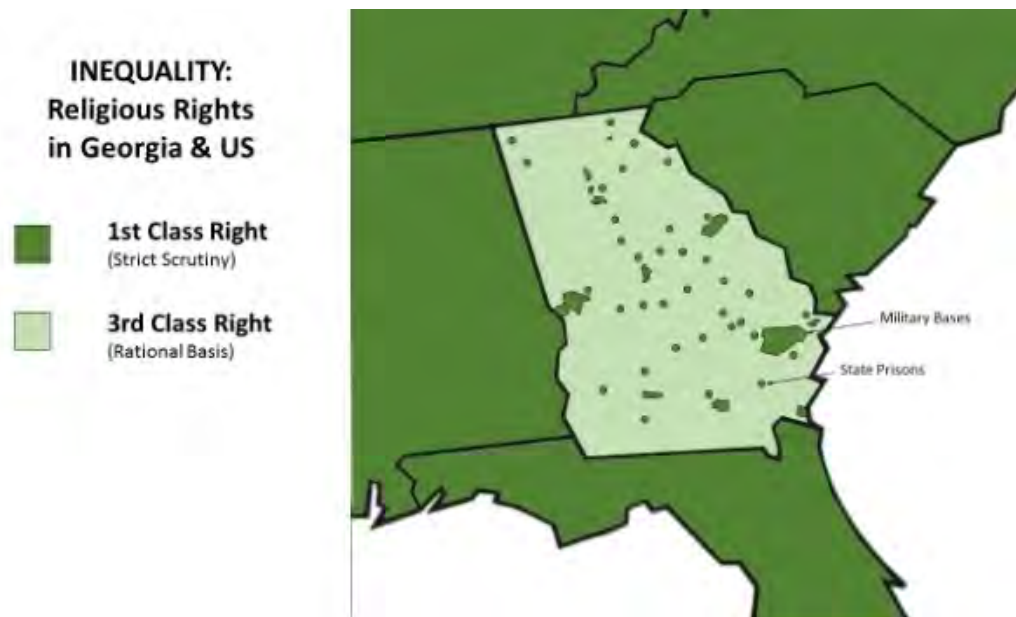 INEQUALITY:
Religious Rights
in Georgia & US
1st Class Right
(Strict Scrutiny)
3rd Class Right
(Rational Basis)
Military Bases
State Prisons